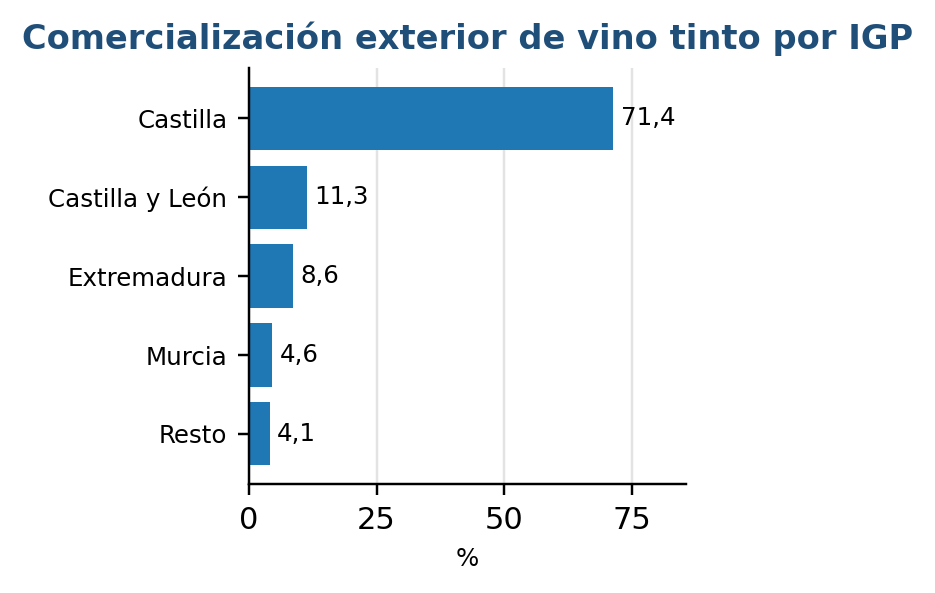 Comercialización exterior de vino tinto por IGP
Castilla 71,4
Castilla y León 11,3
Extremadura 8,6
Murcia 4,6
Resto 4,1
0 25 50 75
%